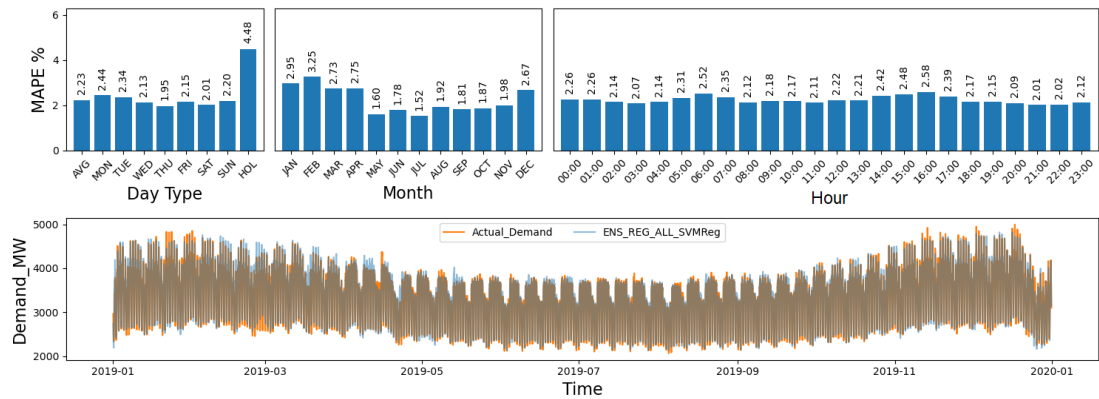 MAPE %
6
4
2
0
2.23 2.44 2.34 2.13 1.95 2.15 2.01 2.20 4.48
AVG MON TUE WED THU FRI SAT SUN HOL
Day Type
2.95 3.25 2.73 2.75 1.60 1.78 1.52 1.92 1.81 1.87 1.98 2.67
JAN FEB MAR APR MAY JUN JUL AUG SEP OCT NOV DEC
Month
2.26 2.26 2.14 2.07 2.14 2.31 2.52 2.35 2.12 2.18 2.17 2.11 2.22 2.21 2.42 2.48 2.58 2.39 2.17 2.15 2.09 2.01 2.02 2.12
00:00 01:00 02:00 03:00 04:00 05:00 06:00 07:00 08:00 09:00 10:00 11:00 12:00 13:00 14:00 15:00 16:00 17:00 18:00 19:00 20:00 21:00 22:00 23:00
Hour
Demand_MW
5000
4000
3000
2000
Actual_Demand ENS_REG_ALL_SVMReg
2019-01 2019-03 2019-05 2019-07 2019-09 2019-11 2020-01
Time